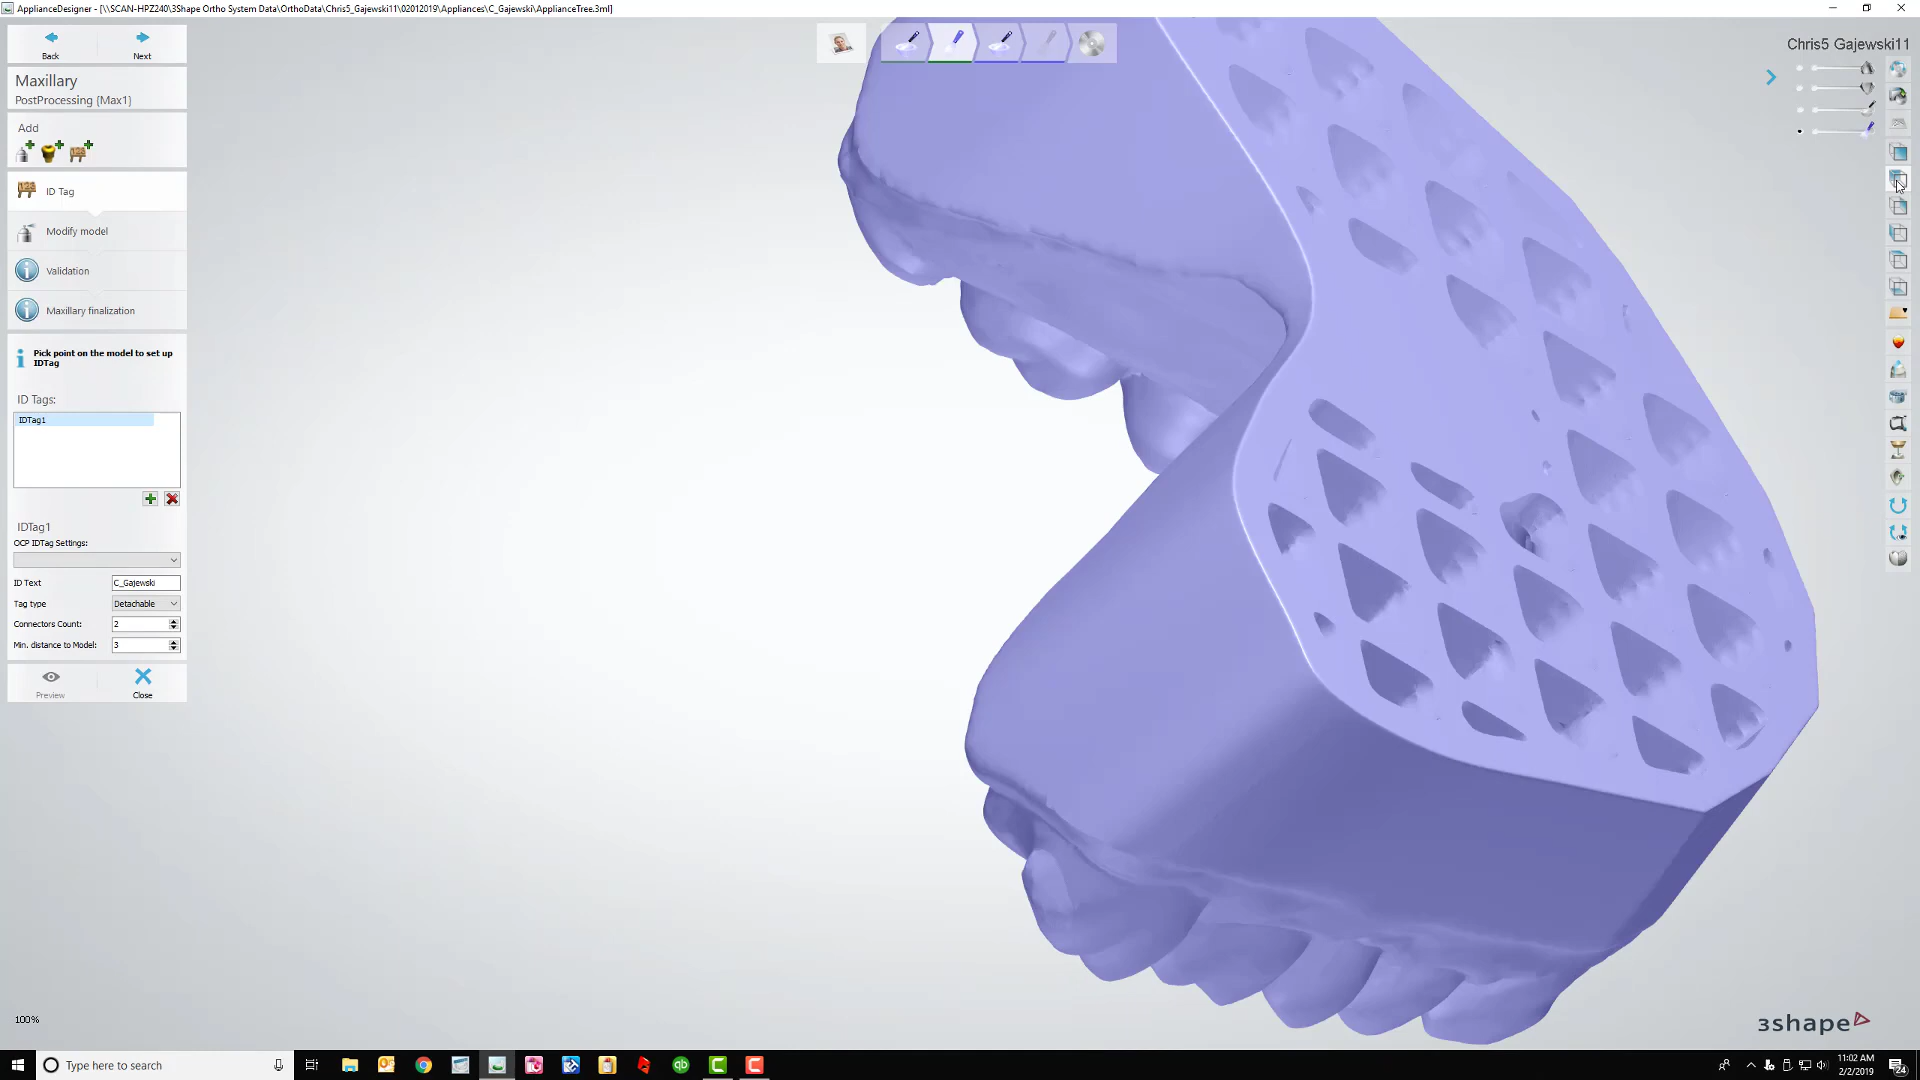 ApplianceDesigner - [\\SCAN-HPZ240\3Shape Ortho System Data\OrthoData\Chris5_Gajewski11\02012019\Appliances\C_Gajewski\ApplianceTree.3ml]
Back
Next
Chris5 Gajewski11
Maxillary
PostProcessing {Max1}
Add
ID Tag
Modify model
Validation
Maxillary finalization
Pick point on the model to set up
IDTag
ID Tags:
IDTag1
IDTag1
OCP IDTag Settings:
ID Text
C_Gajewski
Tag type
Detachable
Connectors Count:
2
Min. distance to Model:
3
Preview
Close
100%
3shape
Type here to search
11:02 AM
2/2/2019
24